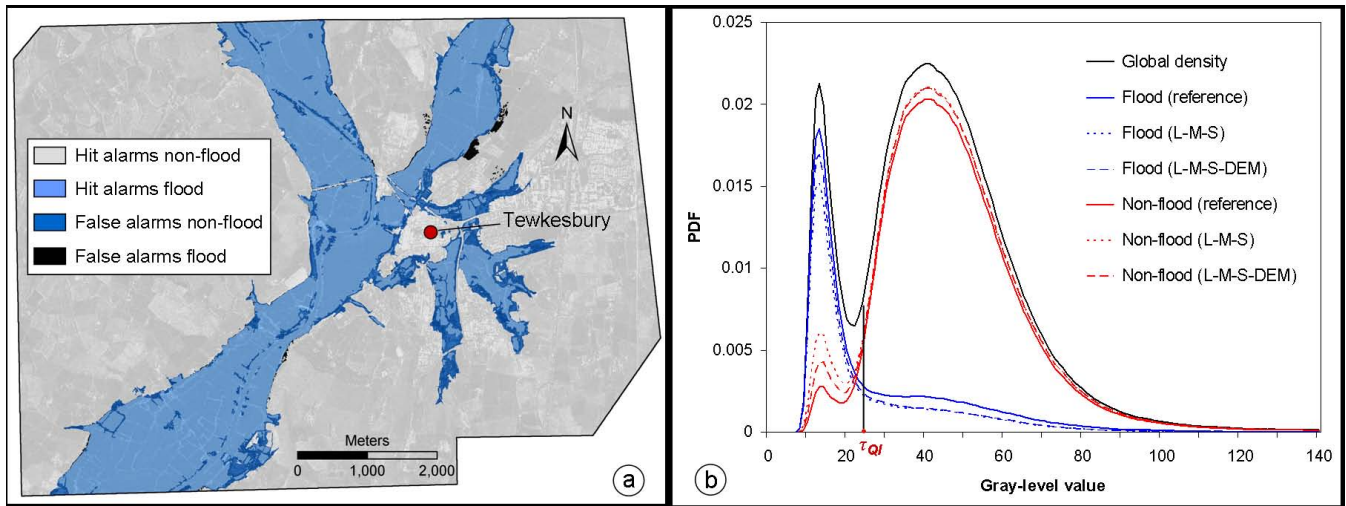 Hit alarms non-flood
Hit alarms flood
False alarms non-flood
False alarms flood
N
Tewkesbury
Meters
0 1,000 2,000
a
0.025
0.02
0.015
0.01
0.005
0
PDF
Global density
Flood (reference)
Flood (L-M-S)
Flood (L-M-S-DEM)
Non-flood (reference)
Non-flood (L-M-S)
Non-flood (L-M-S-DEM)
0 20 40 60 80 100 120 140
τQI
Gray-level value
b